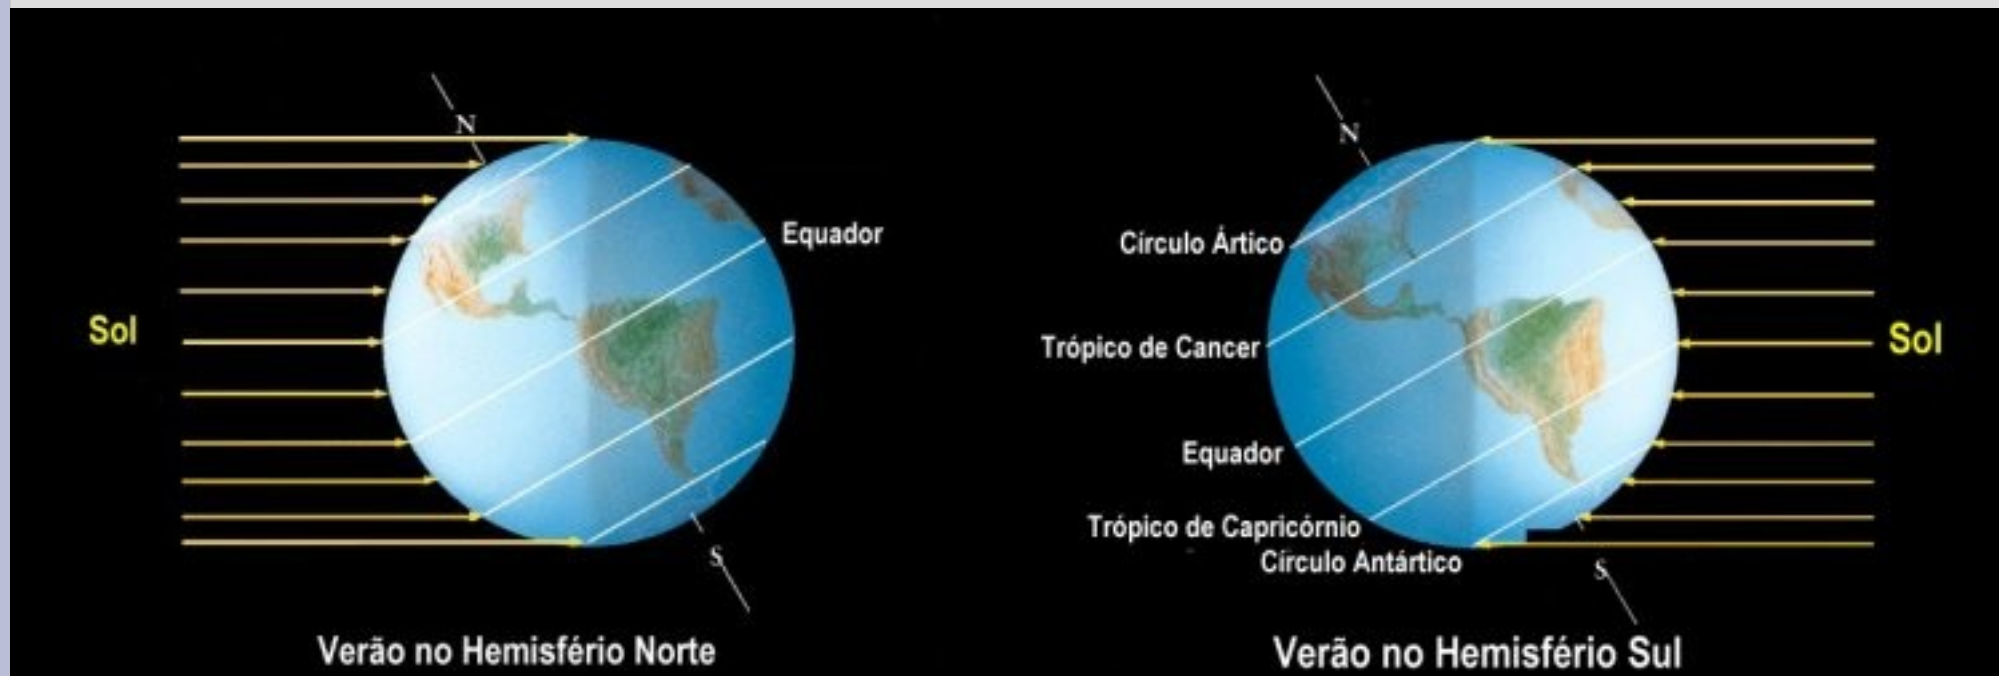 N
Equador
Sol
S
Verão no Hemisfério Norte
N
Círculo Ártico
Trópico de Cancer
Sol
Equador
Trópico de Capricórnio
Círculo Antártico
S
Verão no Hemisfério Sul